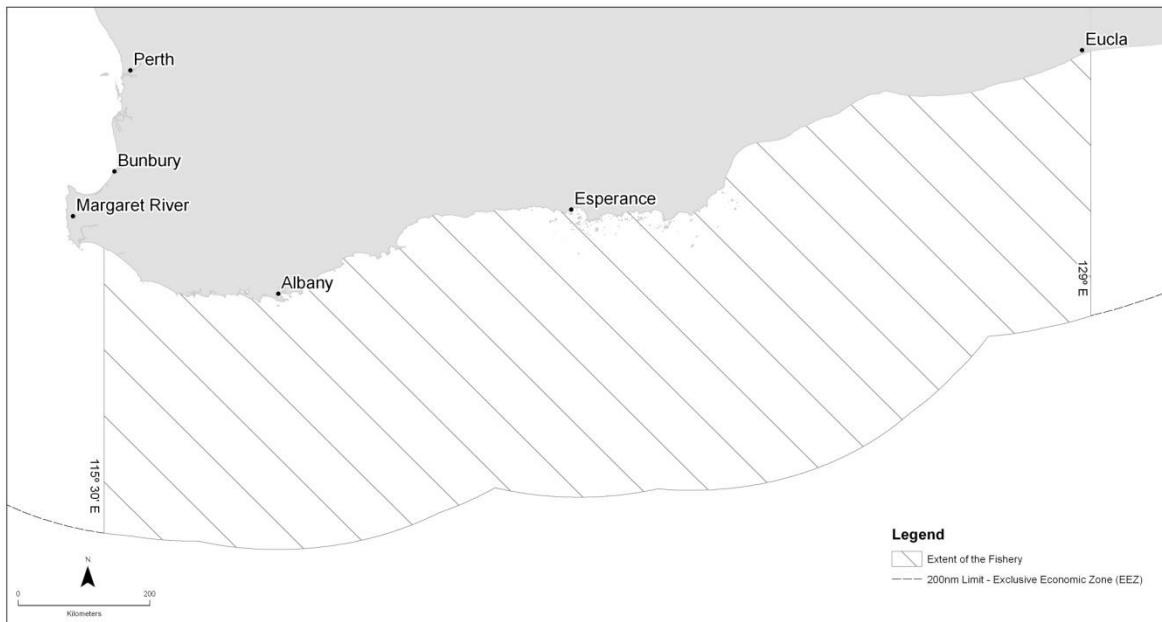 Eucla
Perth
Bunbury
Esperance
Margaret River
129° E
Albany
115° 30' E
Legend
N
Extent of the Fishery
200nm Limit - Exclusive Economic Zone (EEZ)
0 200
Kilometers